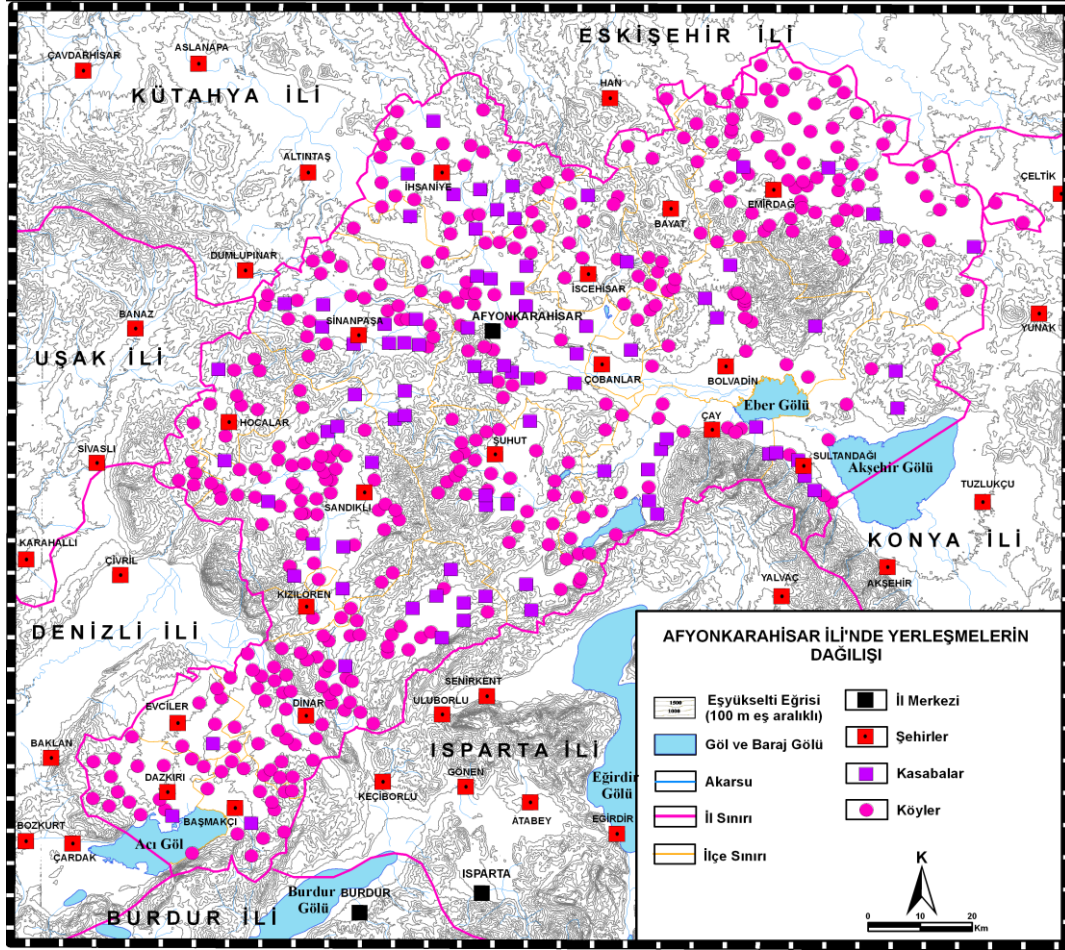 ESKİŞEHİR İLİ
ASLANAPA
ÇAVDARHİSAR
HAN
KÜTAHYA İLİ
ALTINTAŞ
İHSANİYE
ÇELTİK
EMİRDAĞ
BAYAT
DUMLUPINAR
İSCEHİSAR
BANAZ
SİNANPAŞA
AFYONKARAHİSAR
YUNAK
UŞAK İLİ
ÇOBANLAR
BOLVADİN
Eber Gölü
HOCALAR
ÇAY
SİVASLI
ŞUHUT
SULTANDAĞI
Akşehir Gölü
TUZLUKÇU
SANDIKLI
KONYA İLİ
KARAHALLI
ÇİVRİL
AKŞEHİR
YALVAÇ
KIZILÖREN
DENİZLİ İLİ
SENİRKENT
ULUBORLU
EVCİLER
DİNAR
ISPARTA İLİ
BAKLAN
DAZKIRI
KEÇİBORLU
GÖNEN
Eğirdir
Gölü
ATABEY
BAŞMAKÇI
EĞİRDİR
BOZKURT
ÇARDAK
Acı Göl
ISPARTA
Burdur
Gölü
BURDUR
BURDUR İLİ
AFYONKARAHİSAR İLİ'NDE YERLEŞMELERİN
DAĞILIŞI
1500
1000
Eşyükselti Eğrisi
(100 m eş aralıklı)
Göl ve Baraj Gölü
Akarsu
İl Sınırı
İlçe Sınırı
İl Merkezi
Şehirler
Kasabalar
Köyler
K
0 10 20
Km